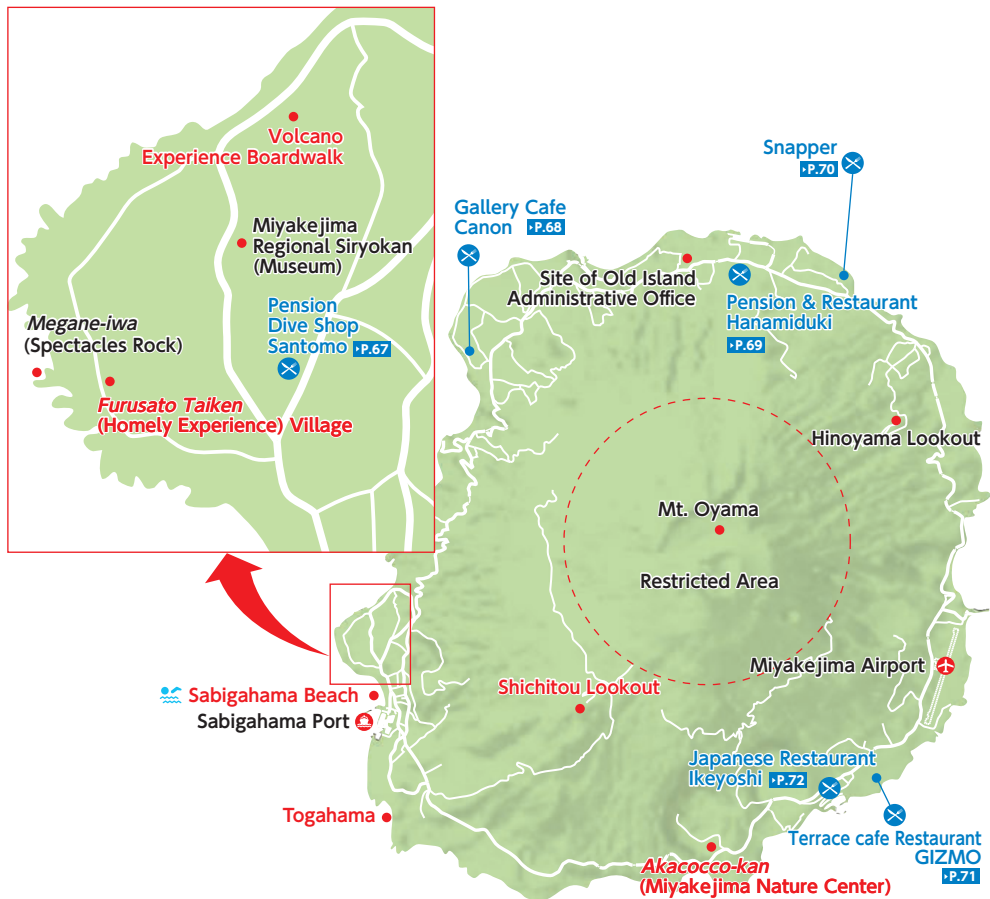 Volcano
Experience Boardwalk
Miyakejima
Regional Siryokan
(Museum)
Pension
Dive Shop
Santomo ▸P.67
Megane-iwa
(Spectacles Rock)
Furusato Taiken
(Homely Experience) Village
Snapper
▸P.70
Gallery Cafe
Canon ▸P.68
Site of Old Island
Administrative Office
Pension & Restaurant
Hanamiduki
▸P.69
Hinoyama Lookout
Mt. Oyama
Restricted Area
Miyakejima Airport
Shichitou Lookout
Sabigahama Beach
Sabigahama Port
Japanese Restaurant
Ikeyoshi ▸P.72
Togahama
Terrace cafe Restaurant
GIZMO
▸P.71
Akacocco-kan
(Miyakejima Nature Center)